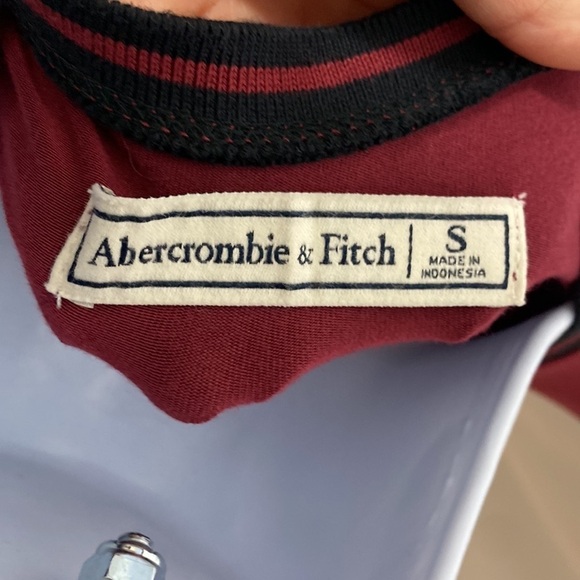 Abercrombie & Fitch
S
MADE IN
INDONESIA